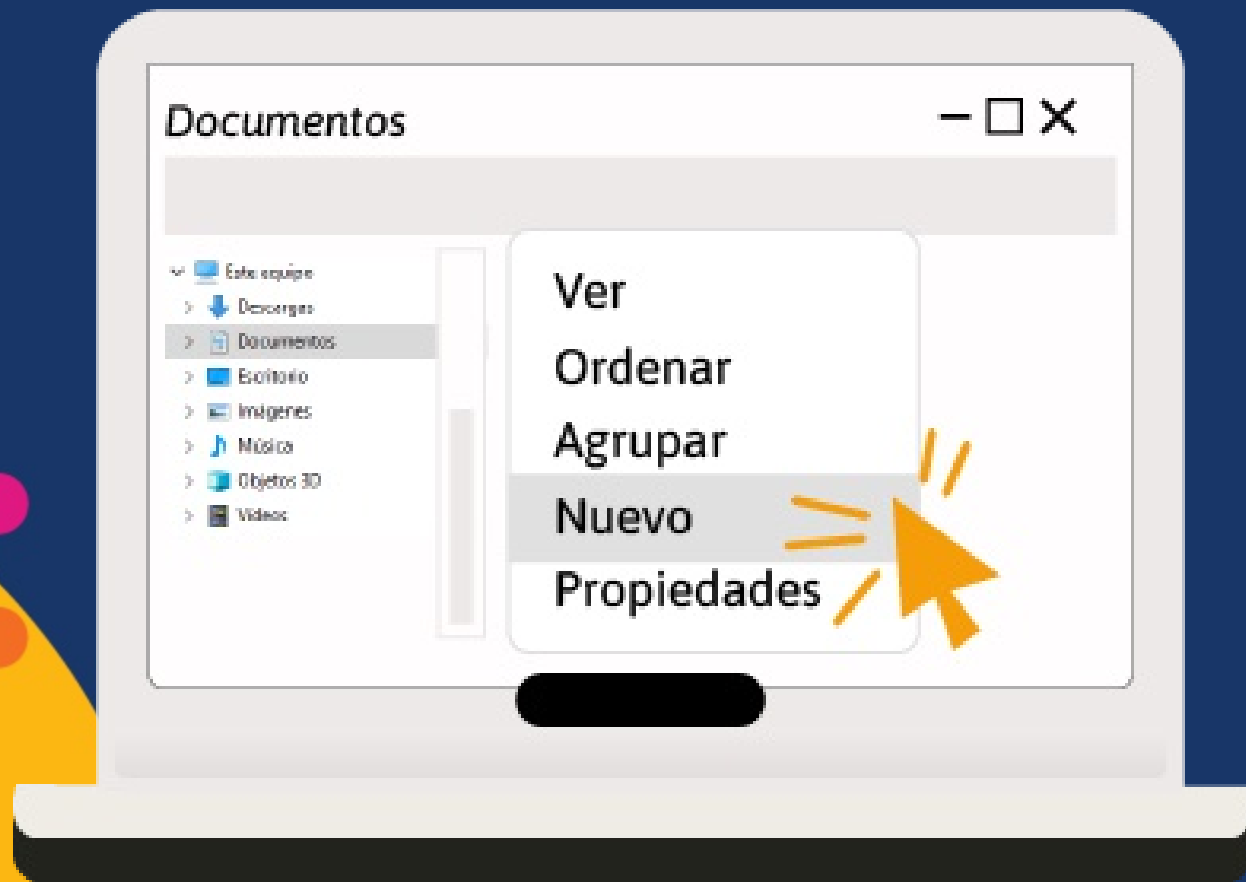 Documentos
Este equipo
Descargas
Documentos
Escritorio
Imágenes
Música
Objetos 3D
Videos
Ver
Ordenar
Agrupar
Nuevo
Propiedades